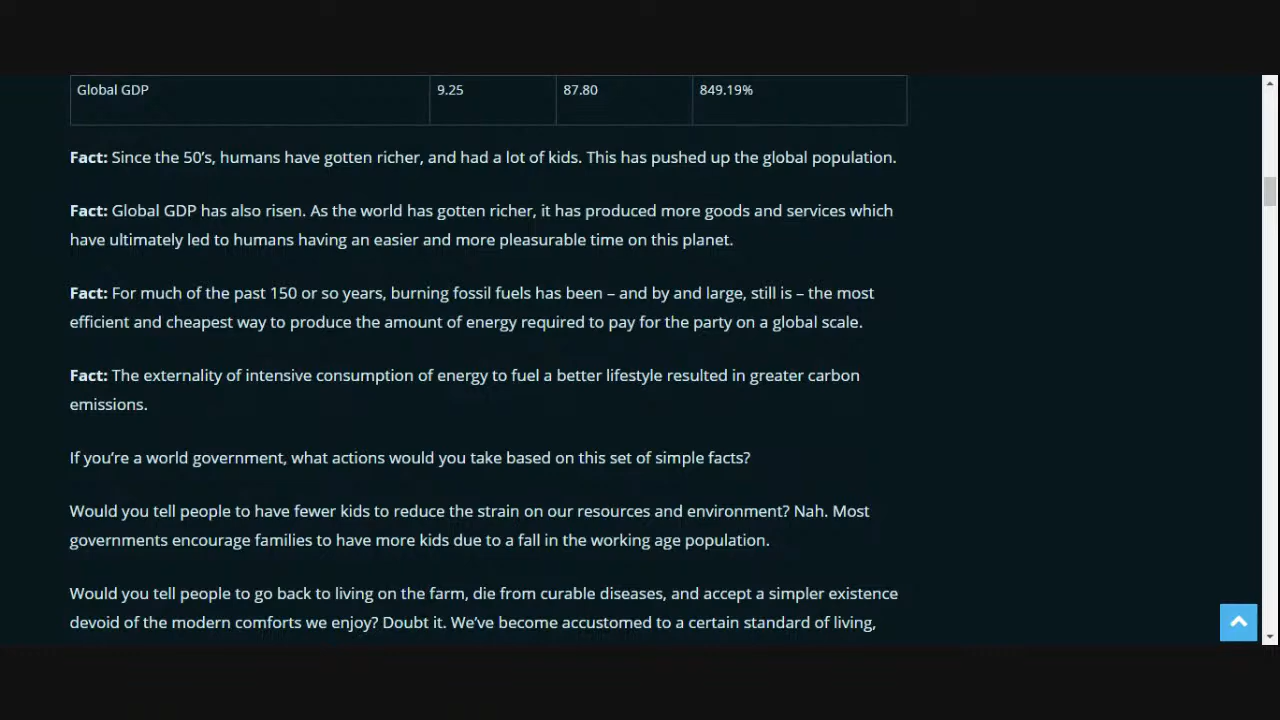 Global GDP 9.25 87.80 849.19%
Fact: Since the 50’s, humans have gotten richer, and had a lot of kids. This has pushed up the global population.
Fact: Global GDP has also risen. As the world has gotten richer, it has produced more goods and services which
have ultimately led to humans having an easier and more pleasurable time on this planet.
Fact: For much of the past 150 or so years, burning fossil fuels has been – and by and large, still is – the most
efficient and cheapest way to produce the amount of energy required to pay for the party on a global scale.
Fact: The externality of intensive consumption of energy to fuel a better lifestyle resulted in greater carbon
emissions.
If you’re a world government, what actions would you take based on this set of simple facts?
Would you tell people to have fewer kids to reduce the strain on our resources and environment? Nah. Most
governments encourage families to have more kids due to a fall in the working age population.
Would you tell people to go back to living on the farm, die from curable diseases, and accept a simpler existence
devoid of the modern comforts we enjoy? Doubt it. We’ve become accustomed to a certain standard of living,